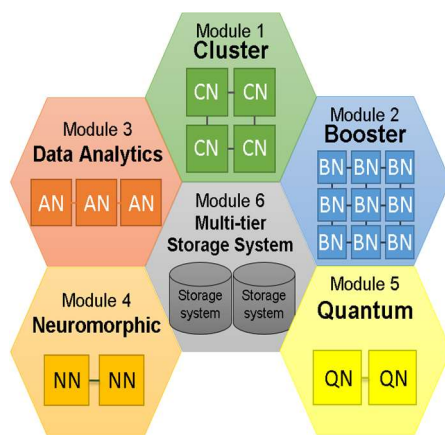 Module 1
Cluster
CN CN
CN CN
Module 2
Booster
BN BN BN
BN BN BN
BN BN BN
Module 3
Data Analytics
AN AN AN
Module 6
Multi-tier
Storage System
Storage system
Storage system
Module 4
Neuromorphic
NN NN
Module 5
Quantum
QN QN